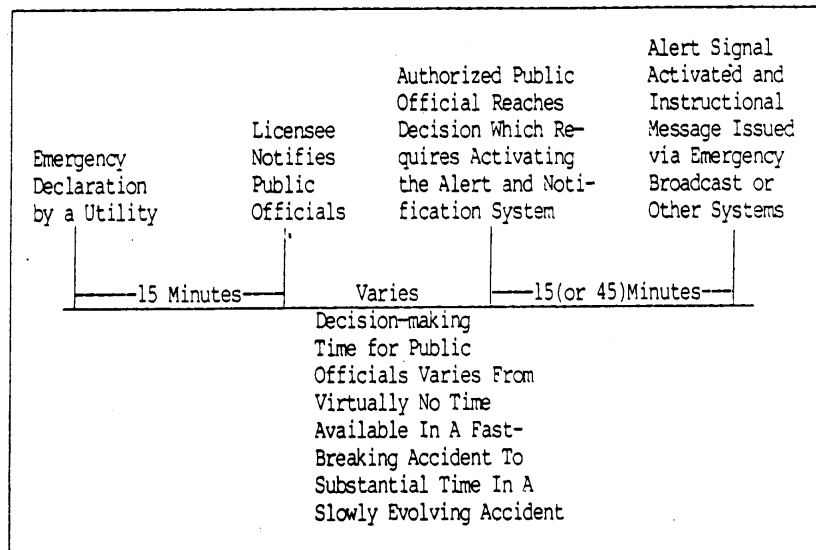 Emergency
Declaration
by a Utility
Licensee
Notifies
Public
Officials
Authorized Public
Official Reaches
Decision Which Re-
quires Activating
the Alert and Noti-
fication System
Alert Signal
Activated and
Instructional
Message Issued
via Emergency
Broadcast or
Other Systems
15 Minutes
Varies
15(or 45)Minutes
Decision-making
Time for Public
Officials Varies From
Virtually No Time
Available In A Fast-
Breaking Accident To
Substantial Time In A
Slowly Evolving Accident